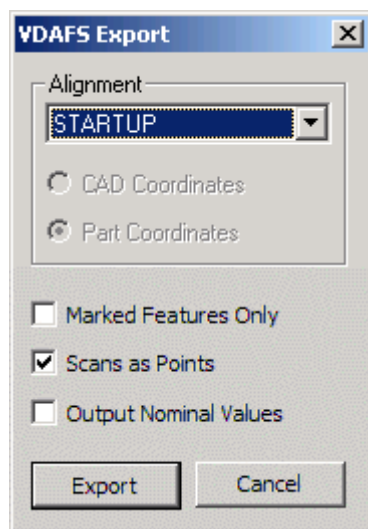 VDAFS Export
Alignment
STARTUP
CAD Coordinates
Part Coordinates
Marked Features Only
Scans as Points
Output Nominal Values
Export Cancel